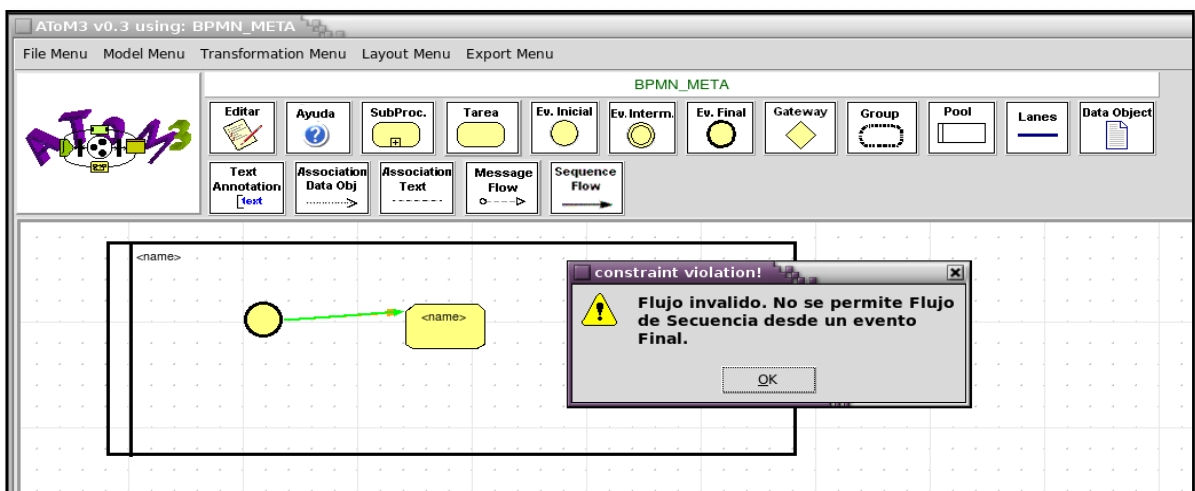 AToM3 v0.3 using: BPMN_META
File Menu Model Menu Transformation Menu Layout Menu Export Menu
AToM3
BPMN_META
Editar Ayuda SubProc. Tarea Ev. Inicial Ev. Interm. Ev. Final Gateway Group Pool Lanes Data Object
Text Annotation [text
Association Data Obj
Association Text
Message Flow
Sequence Flow
<name>
<name>
constraint violation!
Flujo invalido. No se permite Flujo
de Secuencia desde un evento
Final.
OK